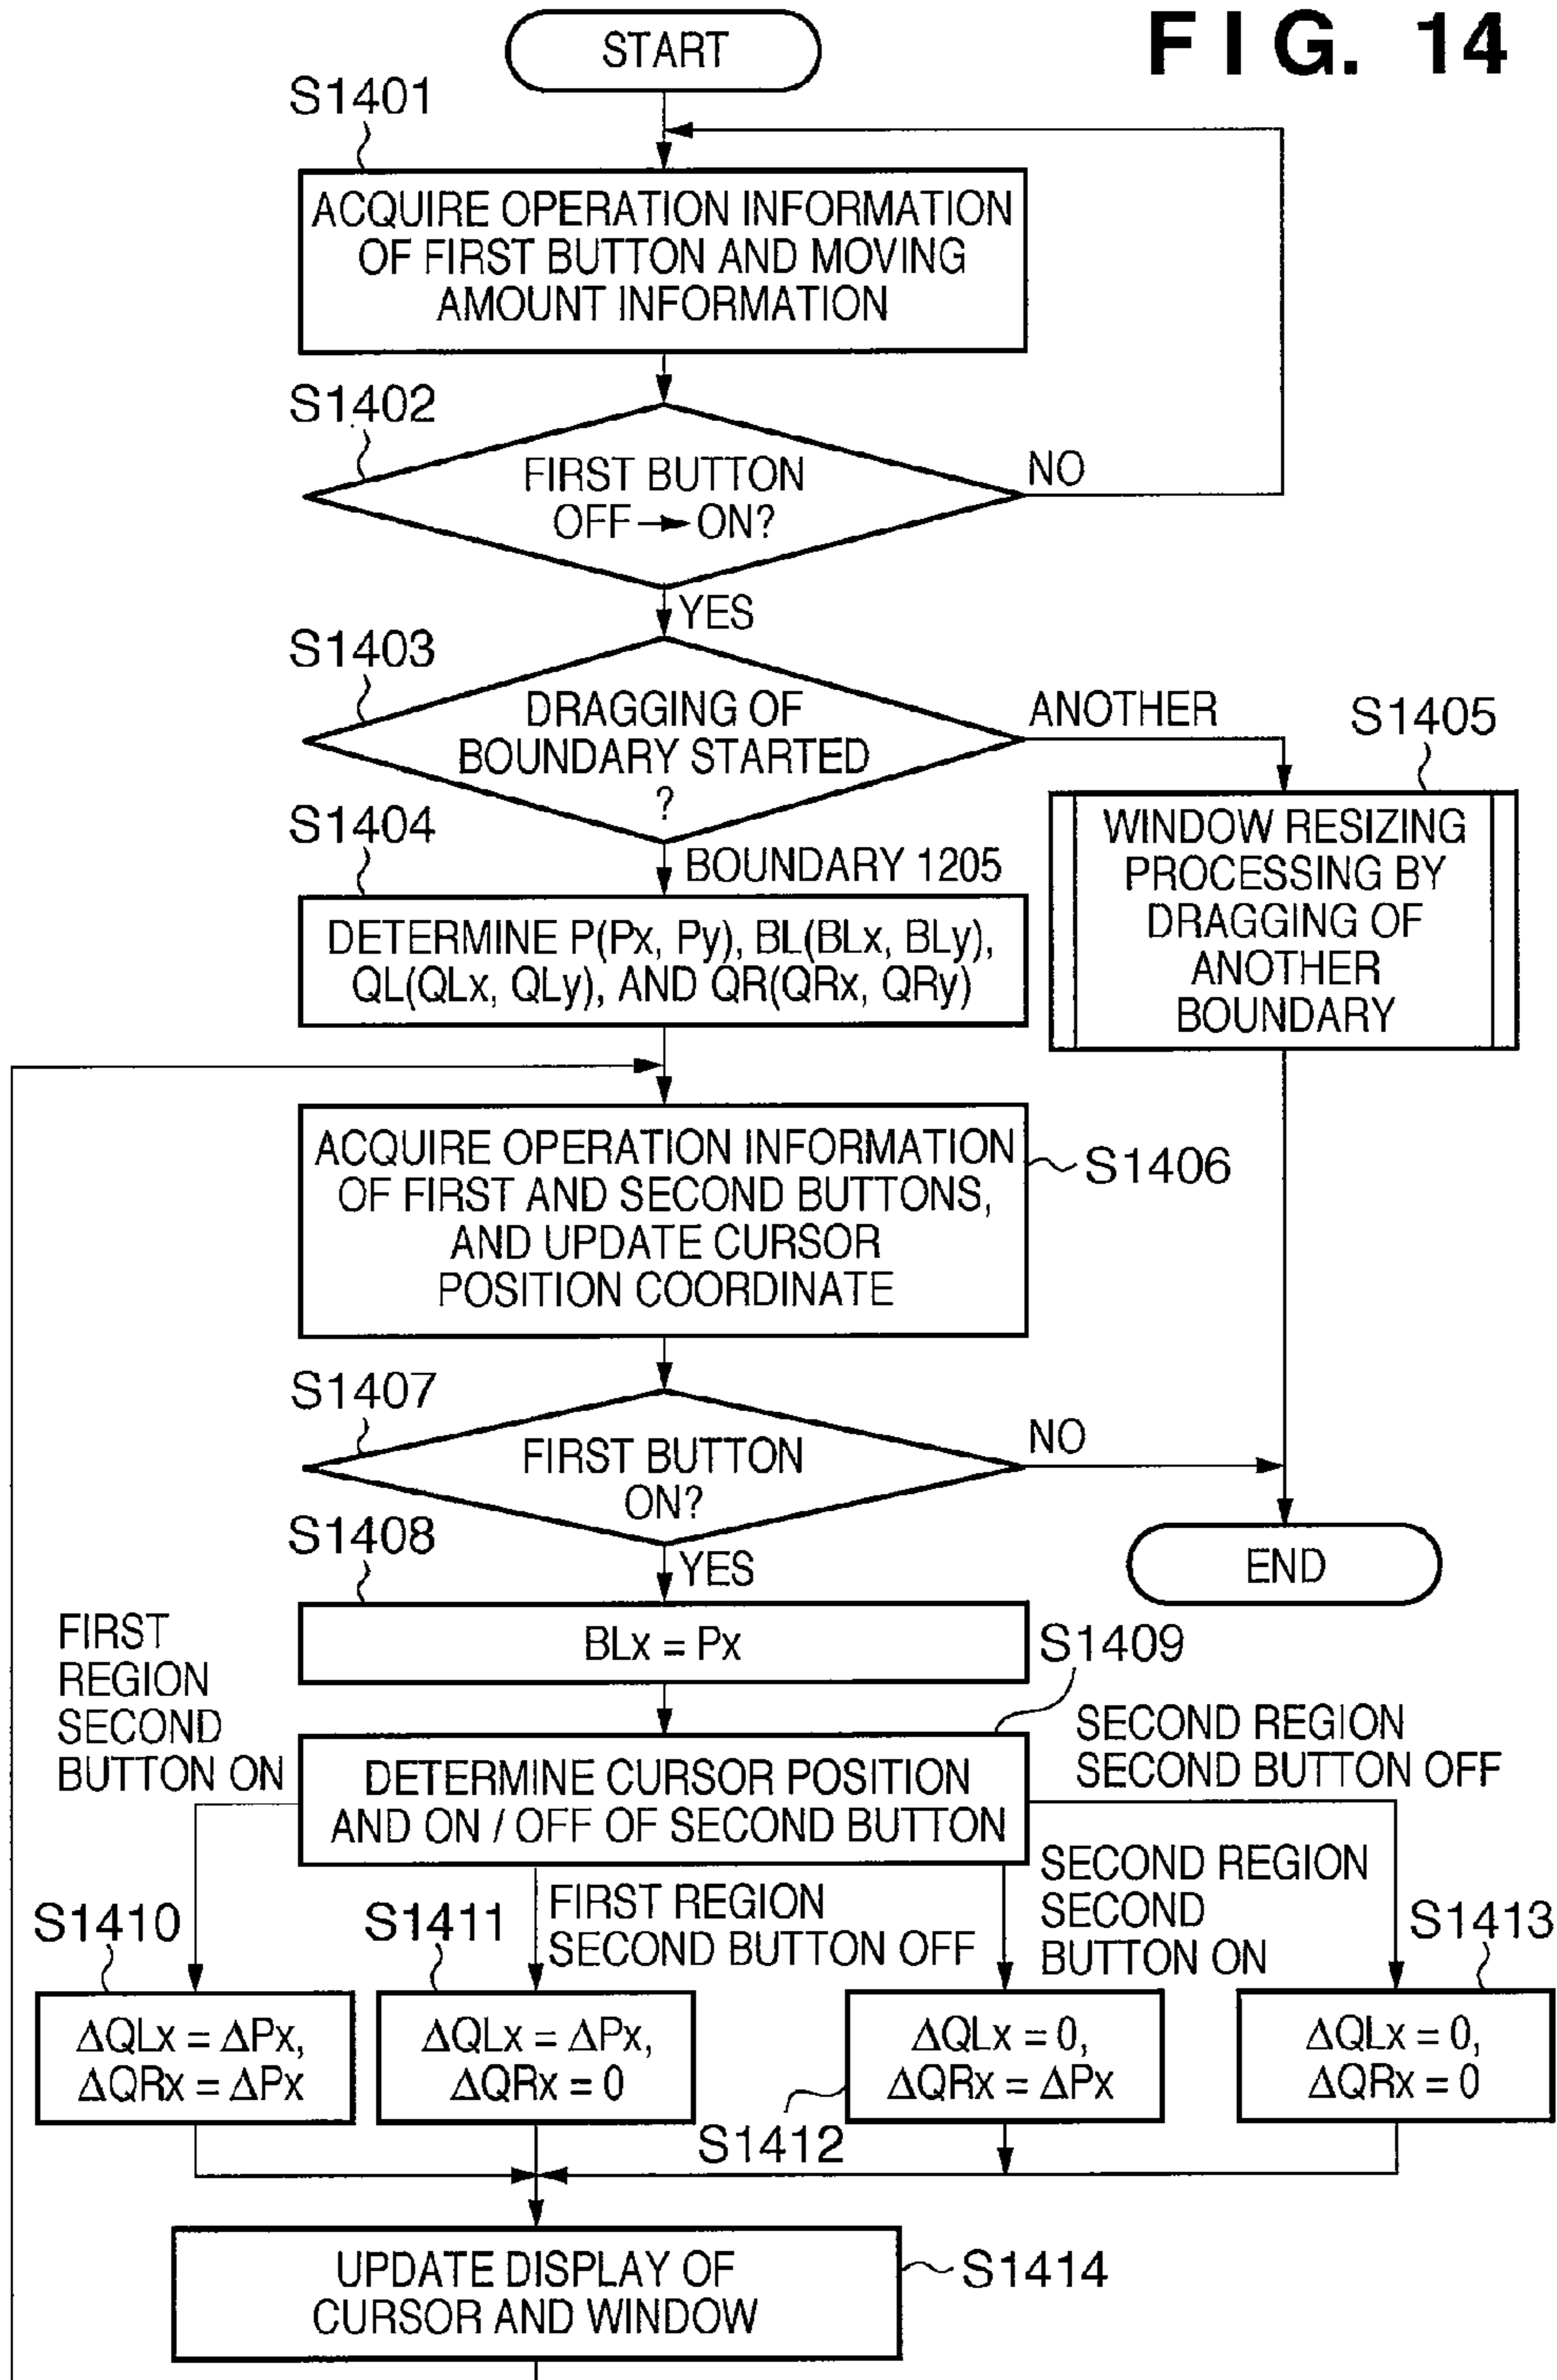 FIG. 14
START
S1401
ACQUIRE OPERATION INFORMATION
OF FIRST BUTTON AND MOVING
AMOUNT INFORMATION
S1402
FIRST BUTTON
OFF→ON?
NO
YES
S1403
DRAGGING OF
BOUNDARY STARTED
?
ANOTHER
S1405
WINDOW RESIZING
PROCESSING BY
DRAGGING OF
ANOTHER
BOUNDARY
BOUNDARY 1205
S1404
DETERMINE P(Px, Py), BL(BLx, BLy),
QL(QLx, QLy), AND QR(QRx, QRy)
ACQUIRE OPERATION INFORMATION
OF FIRST AND SECOND BUTTONS,
AND UPDATE CURSOR
POSITION COORDINATE
S1406
S1407
FIRST BUTTON
ON?
NO
END
YES
S1408
BLx = Px
S1409
DETERMINE CURSOR POSITION
AND ON / OFF OF SECOND BUTTON
FIRST
REGION
SECOND
BUTTON ON
FIRST REGION
SECOND BUTTON OFF
SECOND REGION
SECOND
BUTTON ON
SECOND REGION
SECOND BUTTON OFF
S1410
ΔQLx = ΔPx,
ΔQRx = ΔPx
S1411
ΔQLx = ΔPx,
ΔQRx = 0
S1412
ΔQLx = 0,
ΔQRx = ΔPx
S1413
ΔQLx = 0,
ΔQRx = 0
UPDATE DISPLAY OF
CURSOR AND WINDOW
S1414